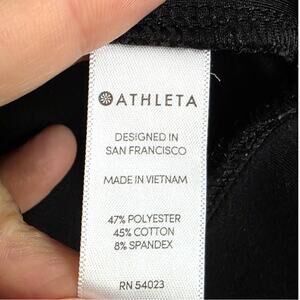 ATHLETA
DESIGNED IN
SAN FRANCISCO
MADE IN VIETNAM
47% POLYESTER
45% COTTON
8% SPANDEX
RN 54023